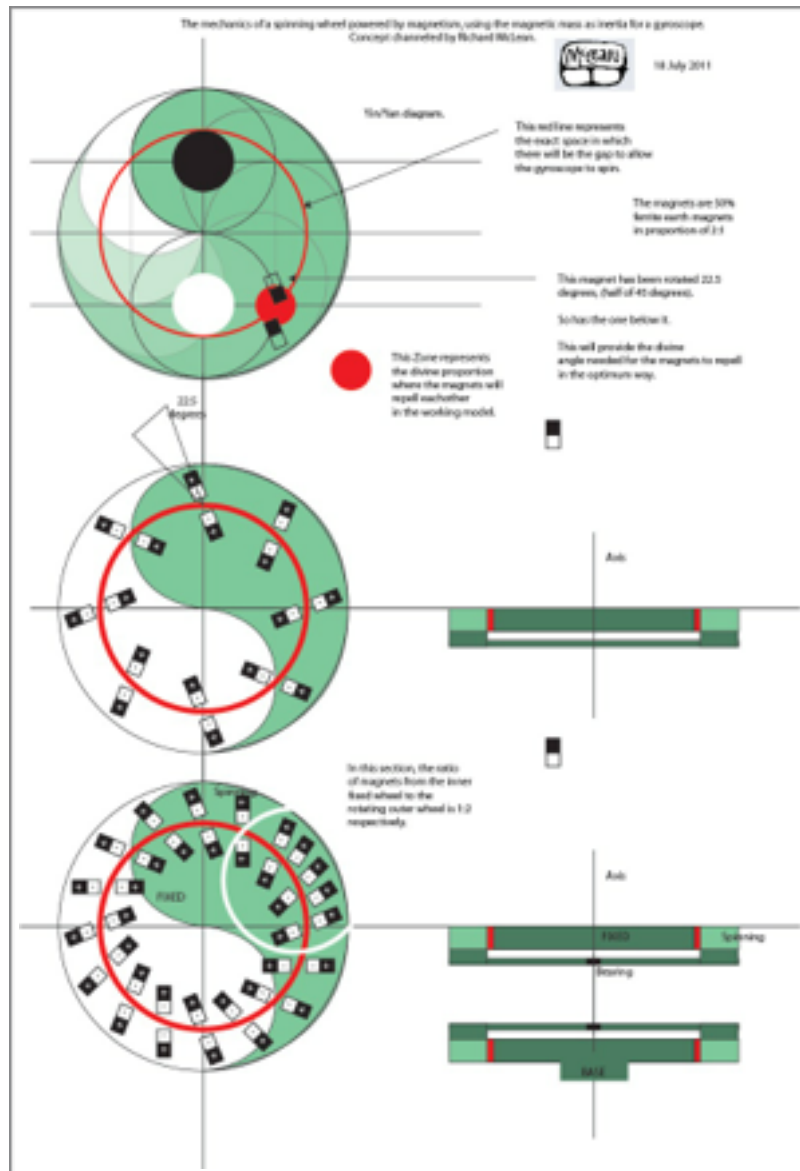 The mechanics of a spinning wheel powered by magnetism, using the magnetic mass as inertia for a gyroscope.
Concept channeled by Richard McLean.
McLean
18 July 2011
Yin/Yan diagram.
This red line represents
the exact space in which
there will be the gap to allow
the gyroscope to spin.
The magnets are 50%
ferrite earth magnets
in proportion of 2:1
This magnet has been rotated 22.5
degrees, (half of 45 degrees).
So has the one below it.
This will provide the divine
angle needed for the magnets to repell
in the optimum way.
This Zone represents
the divine proportion
where the magnets will
repell eachother
in the working model.
22.5
degrees
Axis
In this section, the ratio
of magnets from the inner
fixed wheel to the
rotating outer wheel is 1:2
respectively.
Spinning
FIXED
Axis
FIXED
Spinning
Bearing
BASE